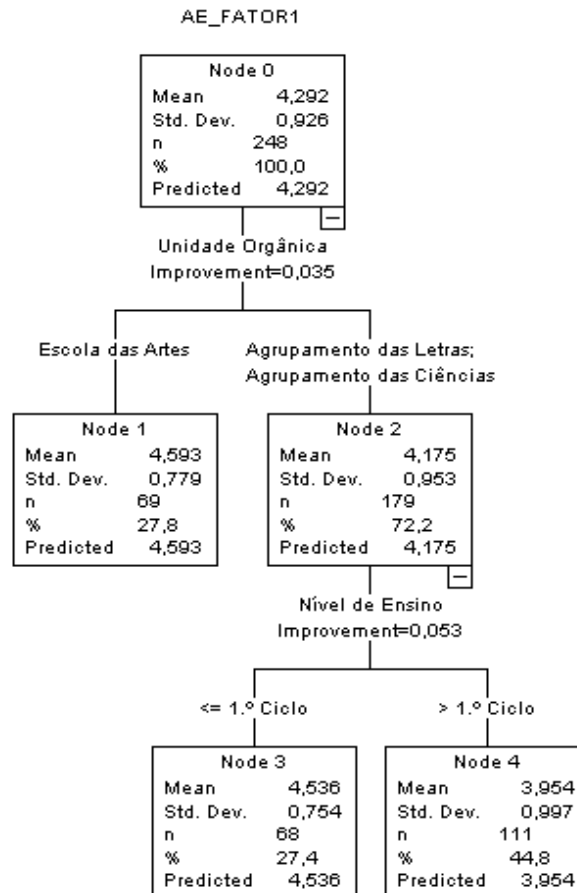 AE_FATOR1
Node 0
Mean 4,292
Std. Dev. 0,926
n 248
% 100,0
Predicted 4,292
Unidade Orgânica
Improvement=0,035
Escola das Artes
Agrupamento das Letras;
Agrupamento das Ciências
Node 1
Mean 4,593
Std. Dev. 0,779
n 69
% 27,8
Predicted 4,593
Node 2
Mean 4,175
Std. Dev. 0,953
n 179
% 72,2
Predicted 4,175
Nível de Ensino
Improvement=0,053
<= 1.º Ciclo
> 1.º Ciclo
Node 3
Mean 4,536
Std. Dev. 0,754
n 68
% 27,4
Predicted 4,536
Node 4
Mean 3,954
Std. Dev. 0,997
n 111
% 44,8
Predicted 3,954